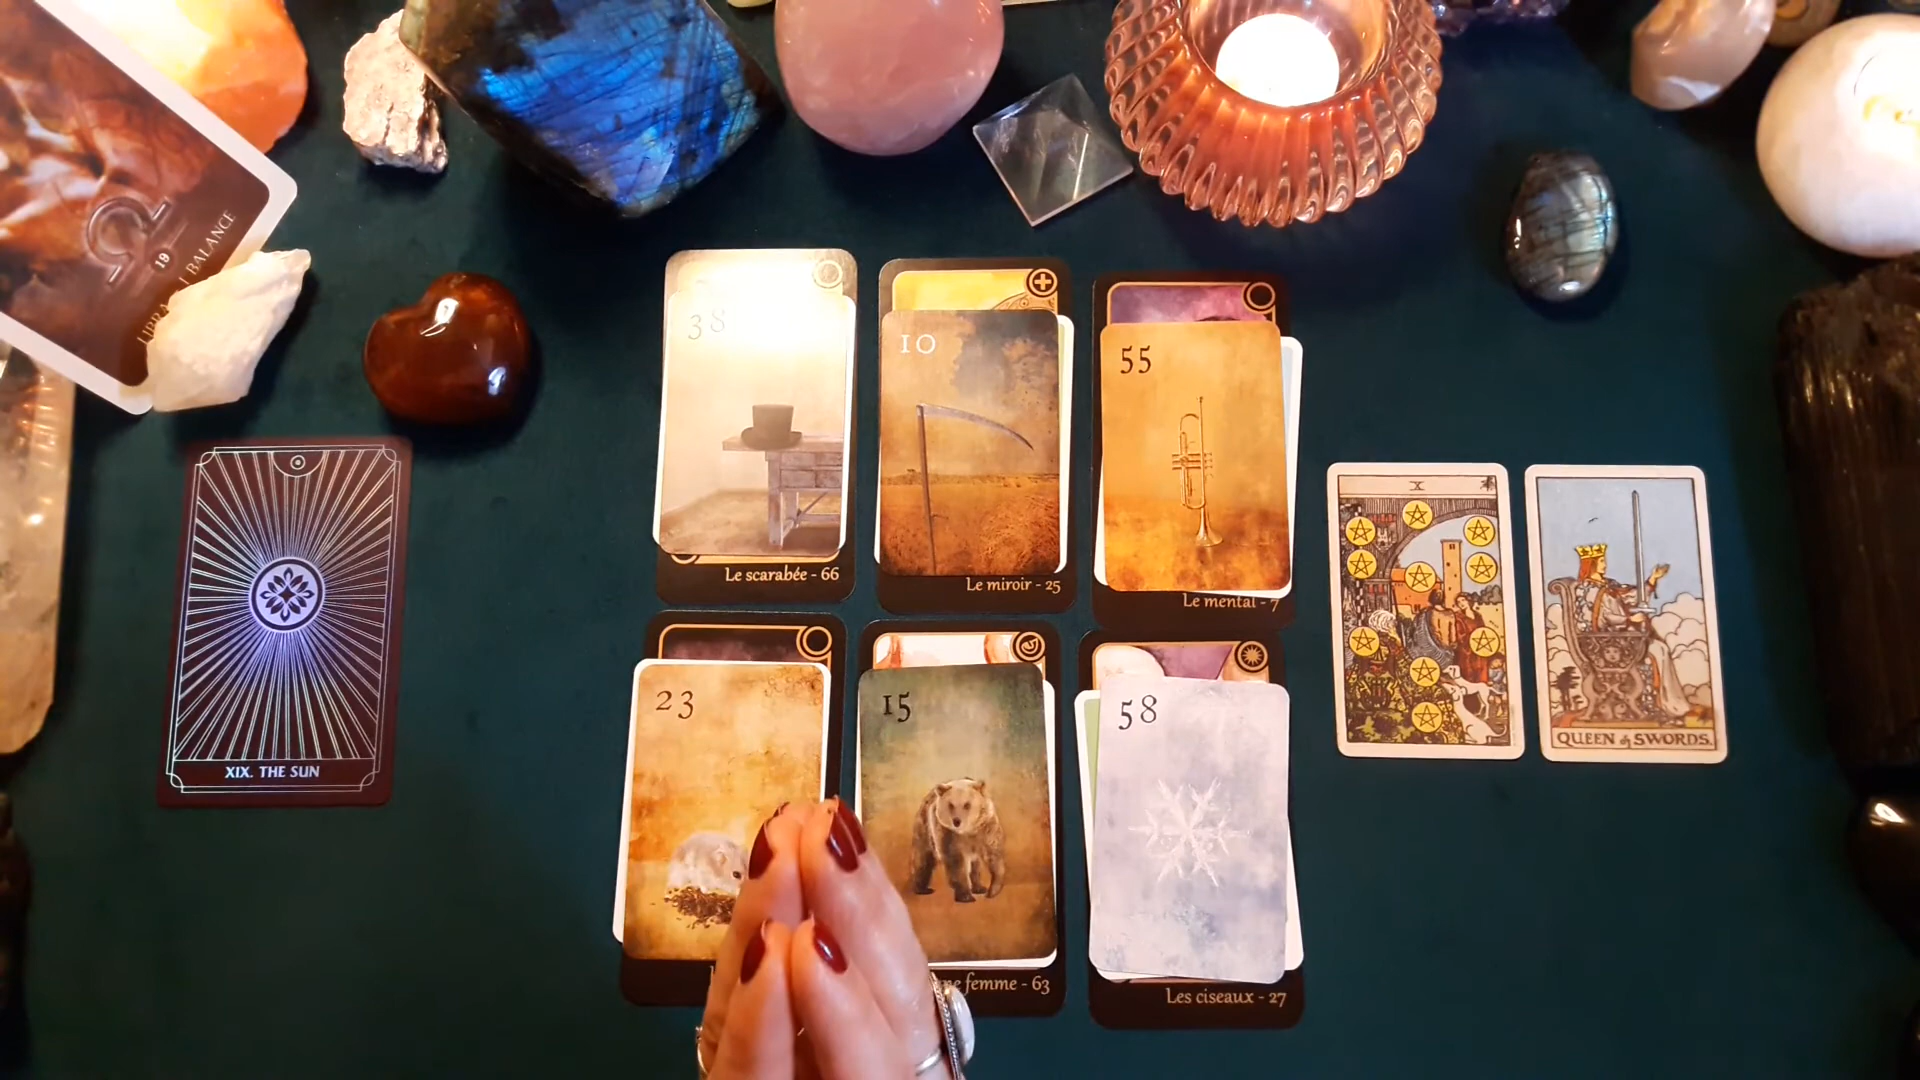 19
LIBRA | BALANCE
38
Le scarabée - 66
10
Le miroir - 25
55
Le mental - 7
XIX. THE SUN
X
QUEEN of SWORDS.
23
15
ne femme - 63
58
Les ciseaux - 27